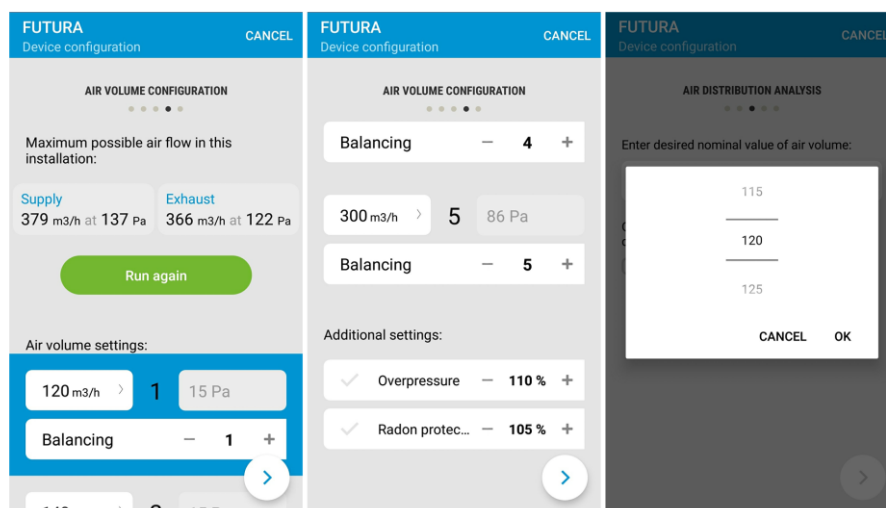 FUTURA
Device configuration
CANCEL
AIR VOLUME CONFIGURATION
Maximum possible air flow in this
installation:
Supply
379 m3/h at 137 Pa
Exhaust
366 m3/h at 122 Pa
Run again
Air volume settings:
120 m3/h
1
15 Pa
Balancing
−
1
+
FUTURA
Device configuration
CANCEL
AIR VOLUME CONFIGURATION
Balancing
−
4
+
300 m3/h
5
86 Pa
Balancing
−
5
+
Additional settings:
Overpressure
−
110 %
+
Radon protec...
−
105 %
+
FUTURA
Device configuration
CANCEL
AIR DISTRIBUTION ANALYSIS
Enter desired nominal value of air volume:
115
120
125
CANCEL
OK